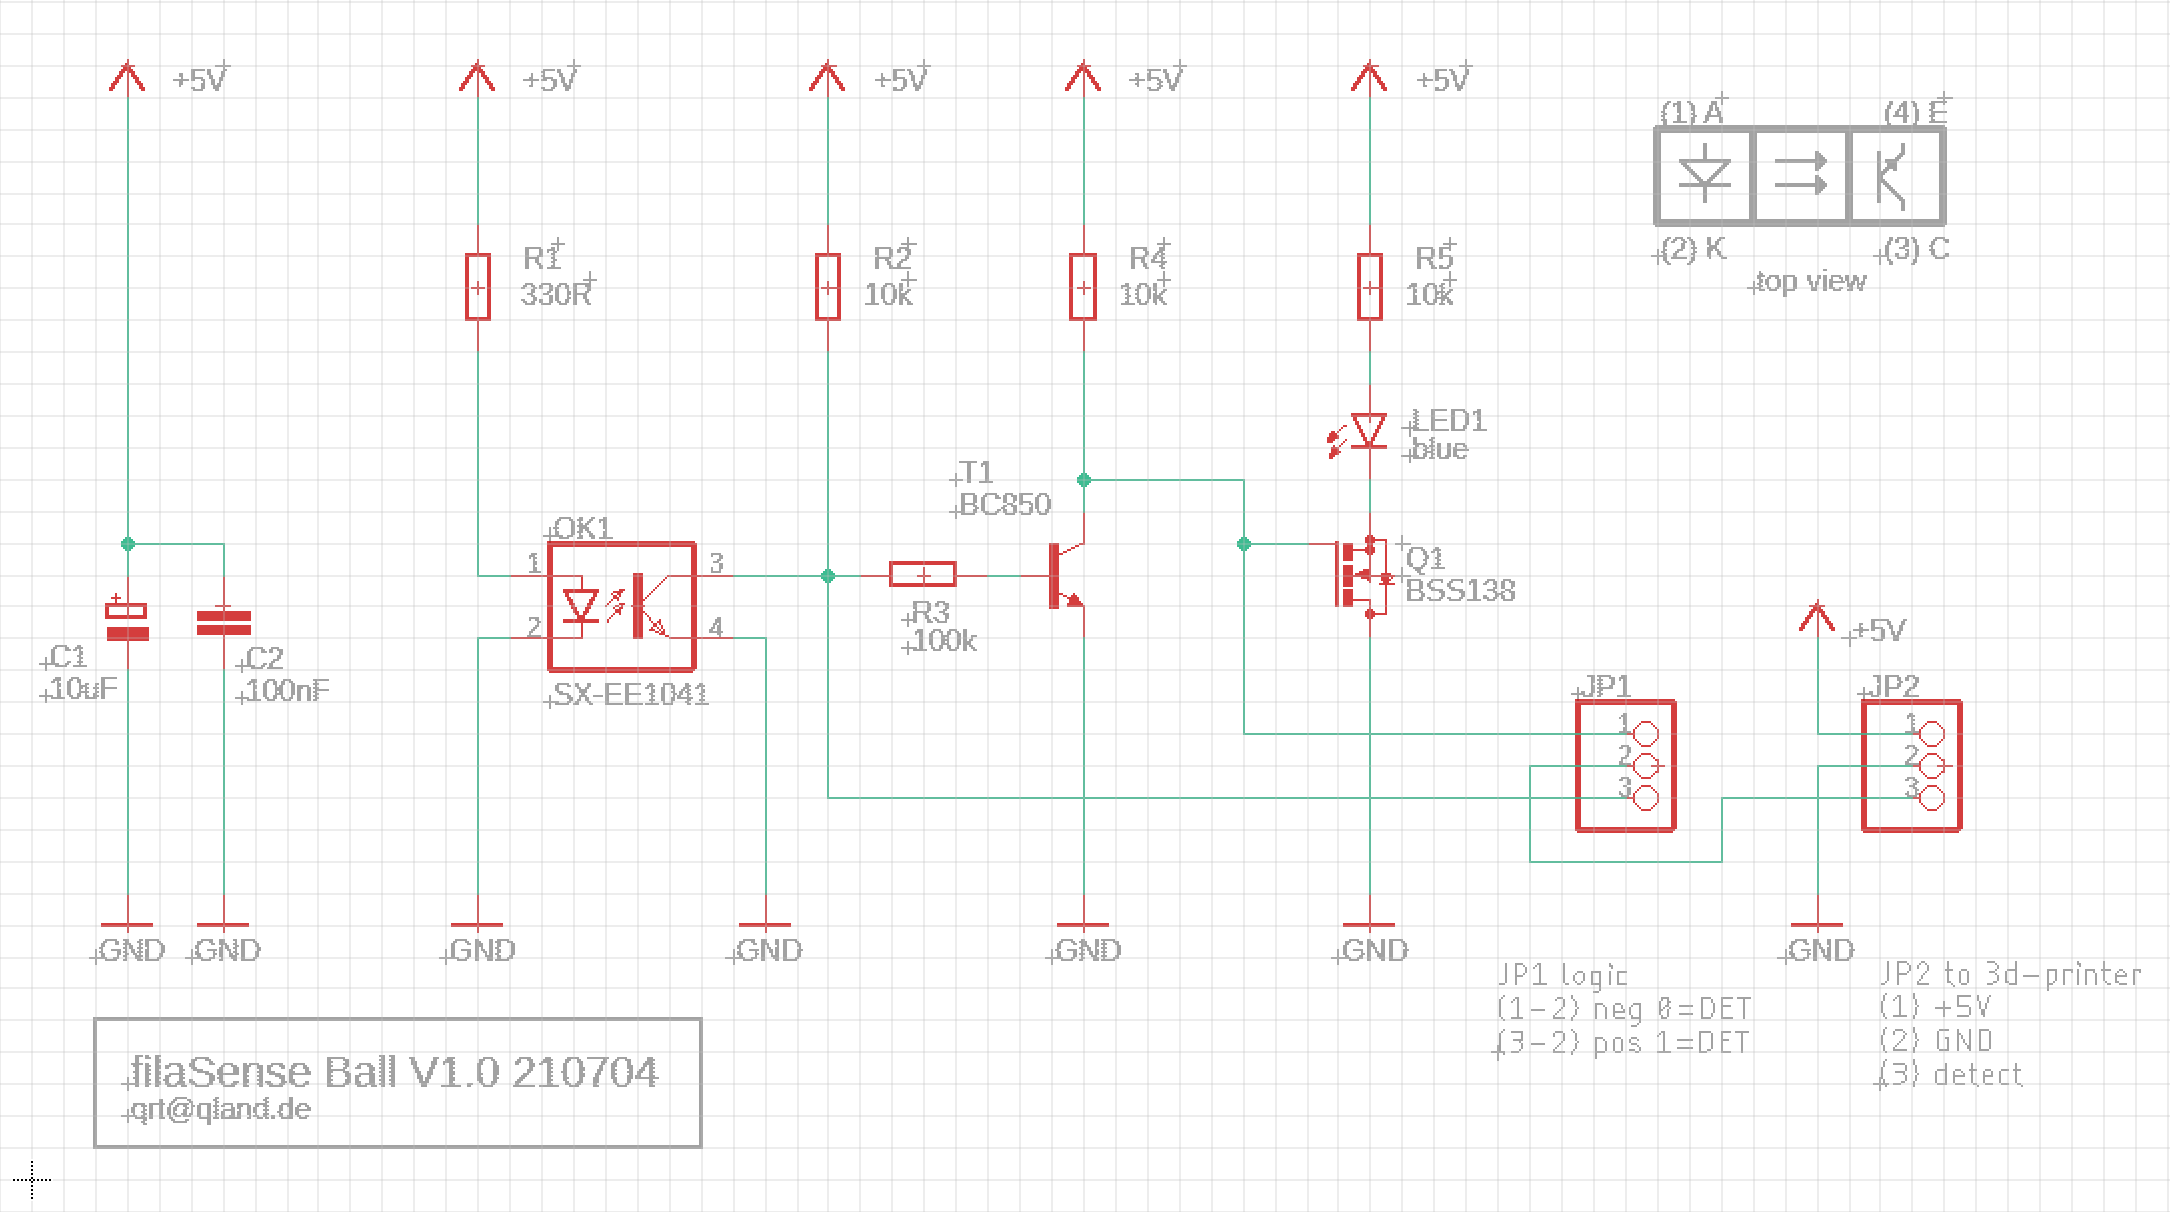 +5V
+5V
+5V
+5V
+5V
(1) A
(4) E
(2) K
(3) C
top view
R1
330R
R2
10k
R4
10k
R5
10k
LED1
blue
T1
BC850
OK1
1
2
3
4
SX-EE1041
R3
100k
Q1
BSS138
C1
10uF
C2
100nF
+5V
JP1
1
2
3
JP2
1
2
3
GND
GND
GND
GND
GND
GND
GND
JP1 logic
(1-2) neg 0=DET
(3-2) pos 1=DET
JP2 to 3d-printer
(1) +5V
(2) GND
(3) detect
filaSense Ball V1.0 210704
qrt@qland.de